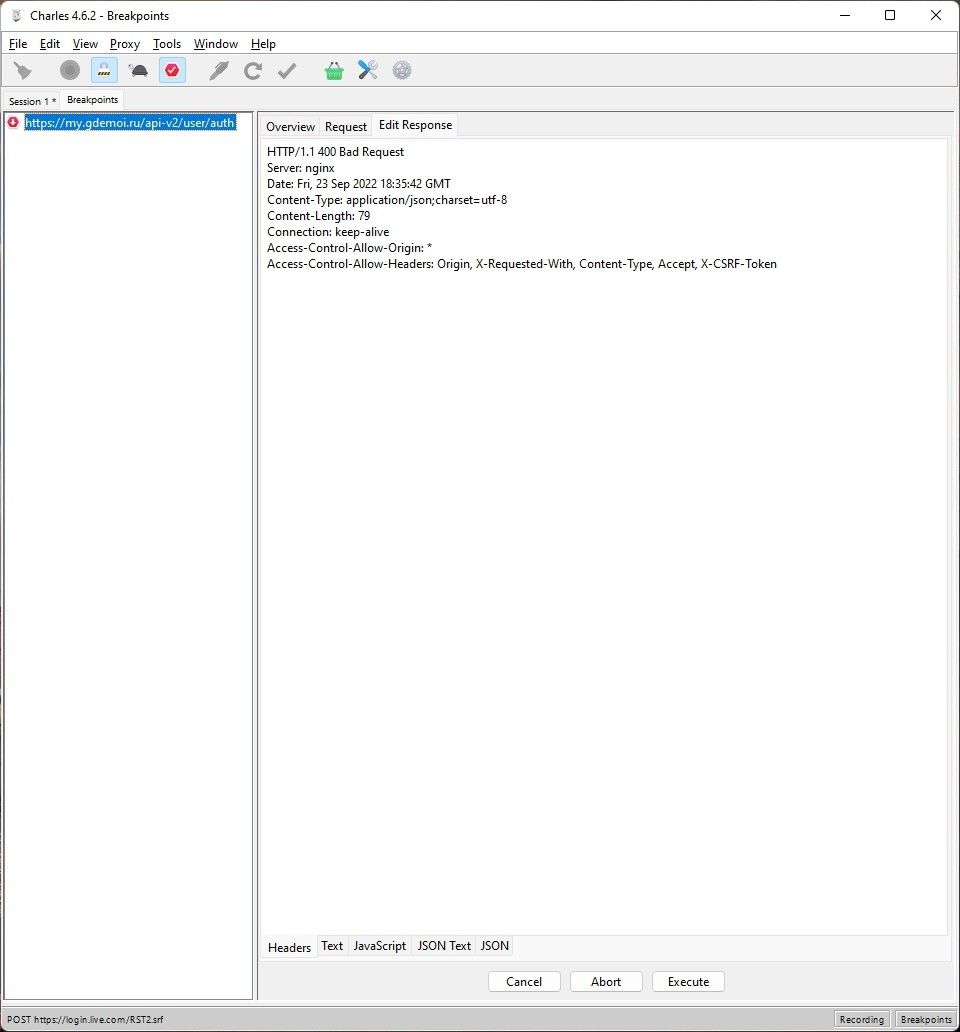 Charles 4.6.2 - Breakpoints
File Edit View Proxy Tools Window Help
Session 1 * Breakpoints
https://my.gdemoi.ru/api-v2/user/auth
Overview Request Edit Response
HTTP/1.1 400 Bad Request
Server: nginx
Date: Fri, 23 Sep 2022 18:35:42 GMT
Content-Type: application/json;charset=utf-8
Content-Length: 79
Connection: keep-alive
Access-Control-Allow-Origin: *
Access-Control-Allow-Headers: Origin, X-Requested-With, Content-Type, Accept, X-CSRF-Token
Headers Text JavaScript JSON Text JSON
Cancel Abort Execute
POST https://login.live.com/RST2.srf Recording Breakpoints